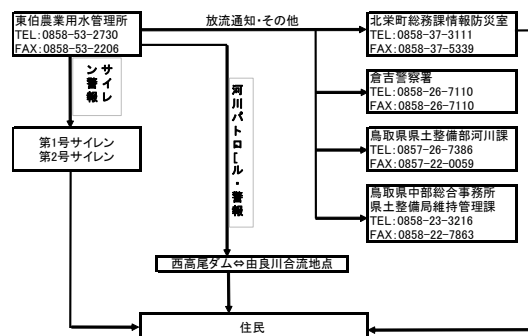 東伯農業用水管理所
TEL:0858-53-2730
FAX:0858-53-2206
放流通知・その他
北栄町総務課情報防災室
TEL:0858-37-3111
FAX:0858-37-5339
サイレ
ン警報
倉吉警察署
TEL:0858-26-7110
FAX:0858-26-7110
河川パトロ[ル・警報
第1号サイレン
第2号サイレン
鳥取県県土整備部河川課
TEL:0857-26-7386
FAX:0857-22-0059
鳥取県中部総合事務所
県土整備局維持管理課
TEL:0858-23-3216
FAX:0858-22-7863
西高尾ダム⇔由良川合流地点
住民